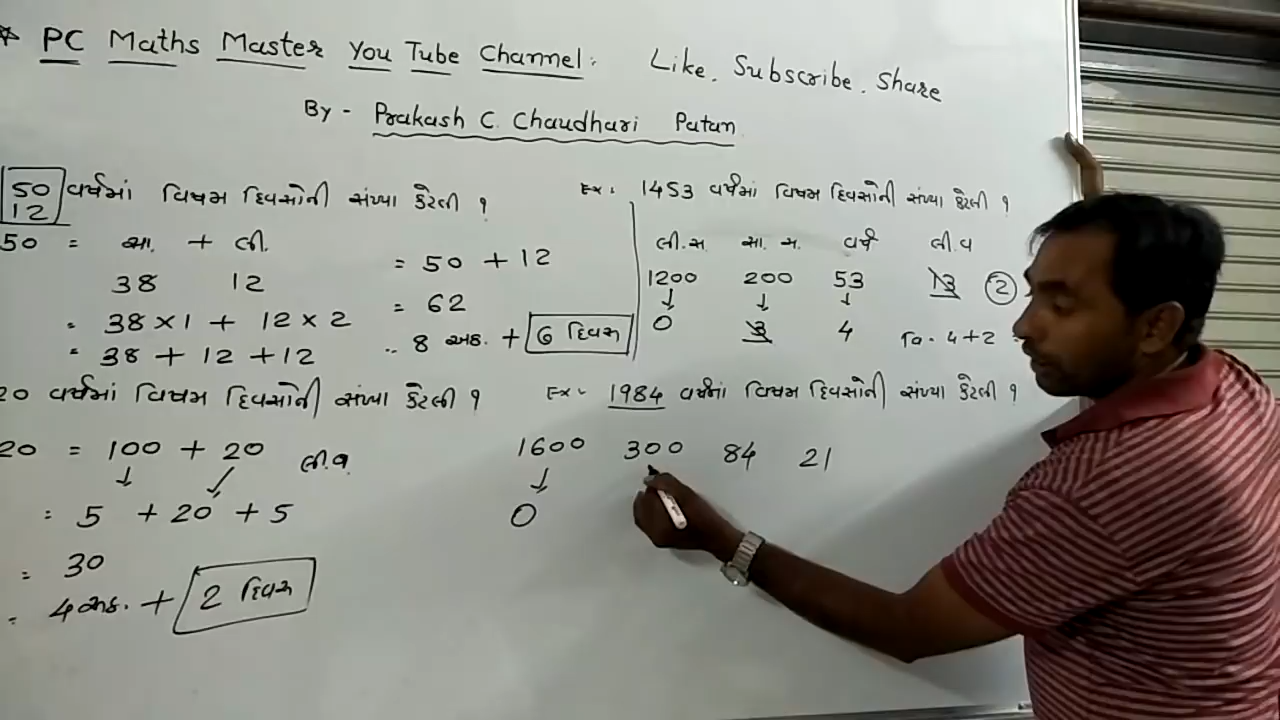 * PC Maths Master You Tube Channel: Like. Subscribe. Share
By - Prakash C. Chaudhari Patan
50 વર્ષમાં વિષમ દિવસોની સંખ્યા કેટલી ?
12
50 = સા. + લી.
38 12
= 38 × 1 + 12 × 2
= 38 + 12 + 12
= 50 + 12
= 62
∴ 8 અઠ. + 6 દિવસ
20 વર્ષમાં વિષમ દિવસોની સંખ્યા કેટલી ?
20 = 100 + 20 લી.વ.
↓ ↓
= 5 + 20 + 5
= 30
= 4 અઠ. + 2 દિવસ
Ex: 1453 વર્ષમાં વિષમ દિવસોની સંખ્યા કેટલી ?
લી.સ. સા. સ. વર્ષ લી.વ
1200 200 53 13 2
↓ ↓ ↓
0 3 4 વિ. 4+2
Ex: 1984 વર્ષમાં વિષમ દિવસોની સંખ્યા કેટલી ?
1600 300 84 21
↓
0